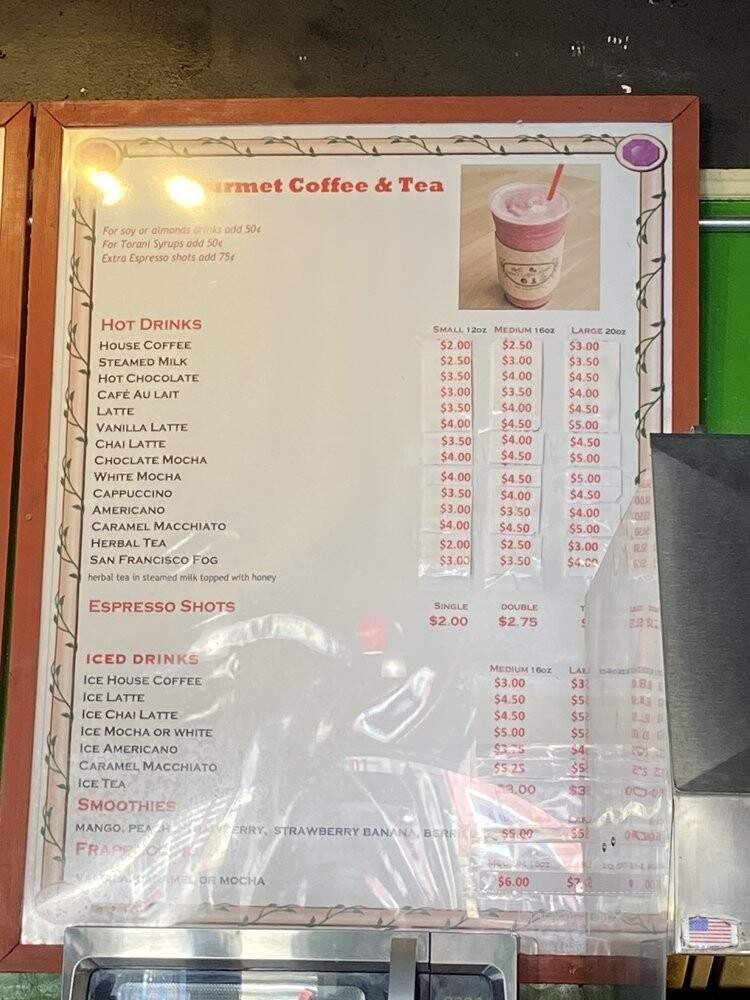 urmet Coffee & Tea
For soy or almonds drinks add 50¢
For Torani Syrups add 50¢
Extra Espresso shots add 75¢
HOT DRINKS SMALL 12OZ MEDIUM 16OZ LARGE 20OZ
HOUSE COFFEE $2.00 $2.50 $3.00
STEAMED MILK $2.50 $3.00 $3.50
HOT CHOCOLATE $3.50 $4.00 $4.50
CAFÉ AU LAIT $3.00 $3.50 $4.00
LATTE $3.50 $4.00 $4.50
VANILLA LATTE $4.00 $4.50 $5.00
CHAI LATTE $3.50 $4.00 $4.50
CHOCLATE MOCHA $4.00 $4.50 $5.00
WHITE MOCHA $4.00 $4.50 $5.00
CAPPUCCINO $3.50 $4.00 $4.50
AMERICANO $3.00 $3.50 $4.00
CARAMEL MACCHIATO $4.00 $4.50 $5.00
HERBAL TEA $2.00 $2.50 $3.00
SAN FRANCISCO FOG $3.00 $3.50 $4.00
herbal tea in steamed milk topped with honey
ESPRESSO SHOTS SINGLE DOUBLE
$2.00 $2.75
ICED DRINKS MEDIUM 16OZ
ICE HOUSE COFFEE $3.00
ICE LATTE $4.50
ICE CHAI LATTE $4.50
ICE MOCHA OR WHITE $5.00
ICE AMERICANO $3.75
CARAMEL MACCHIATO $5.25
ICE TEA $3.00
SMOOTHIES
MANGO, PEACH, STRAWBERRY, STRAWBERRY BANANA, $5.00
OR MOCHA $6.00